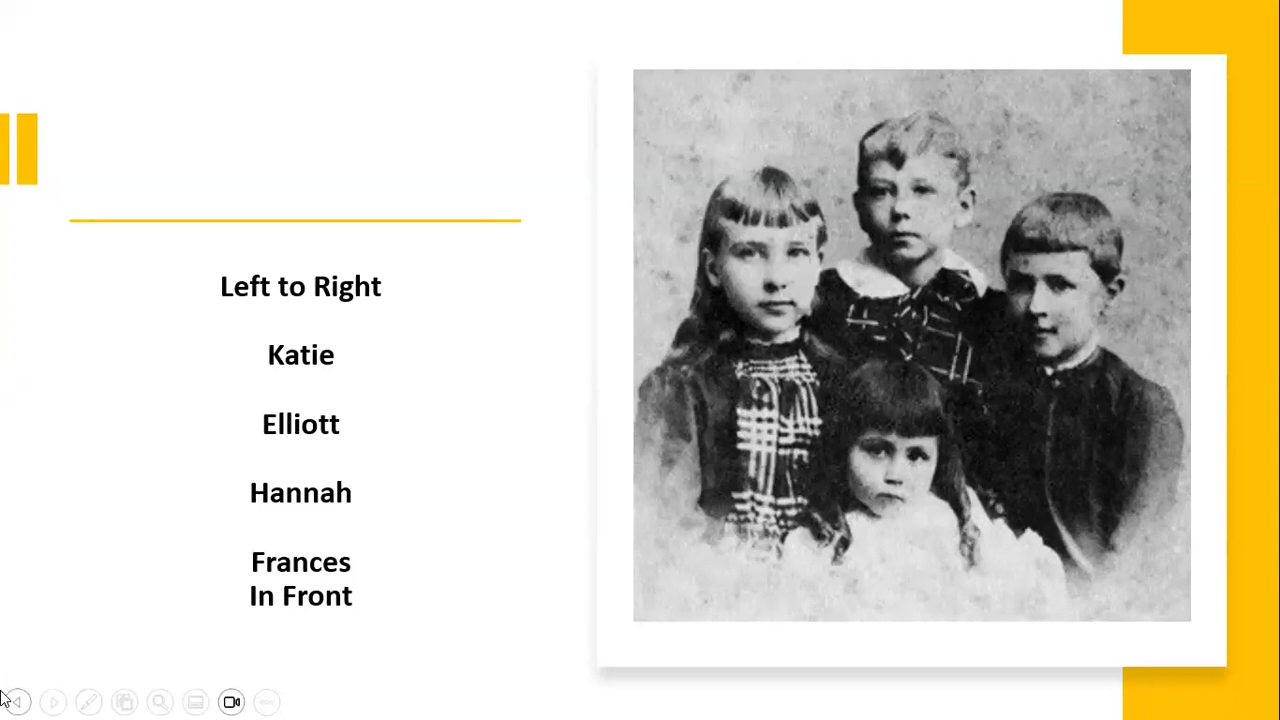 Left to Right
Katie
Elliott
Hannah
Frances
In Front